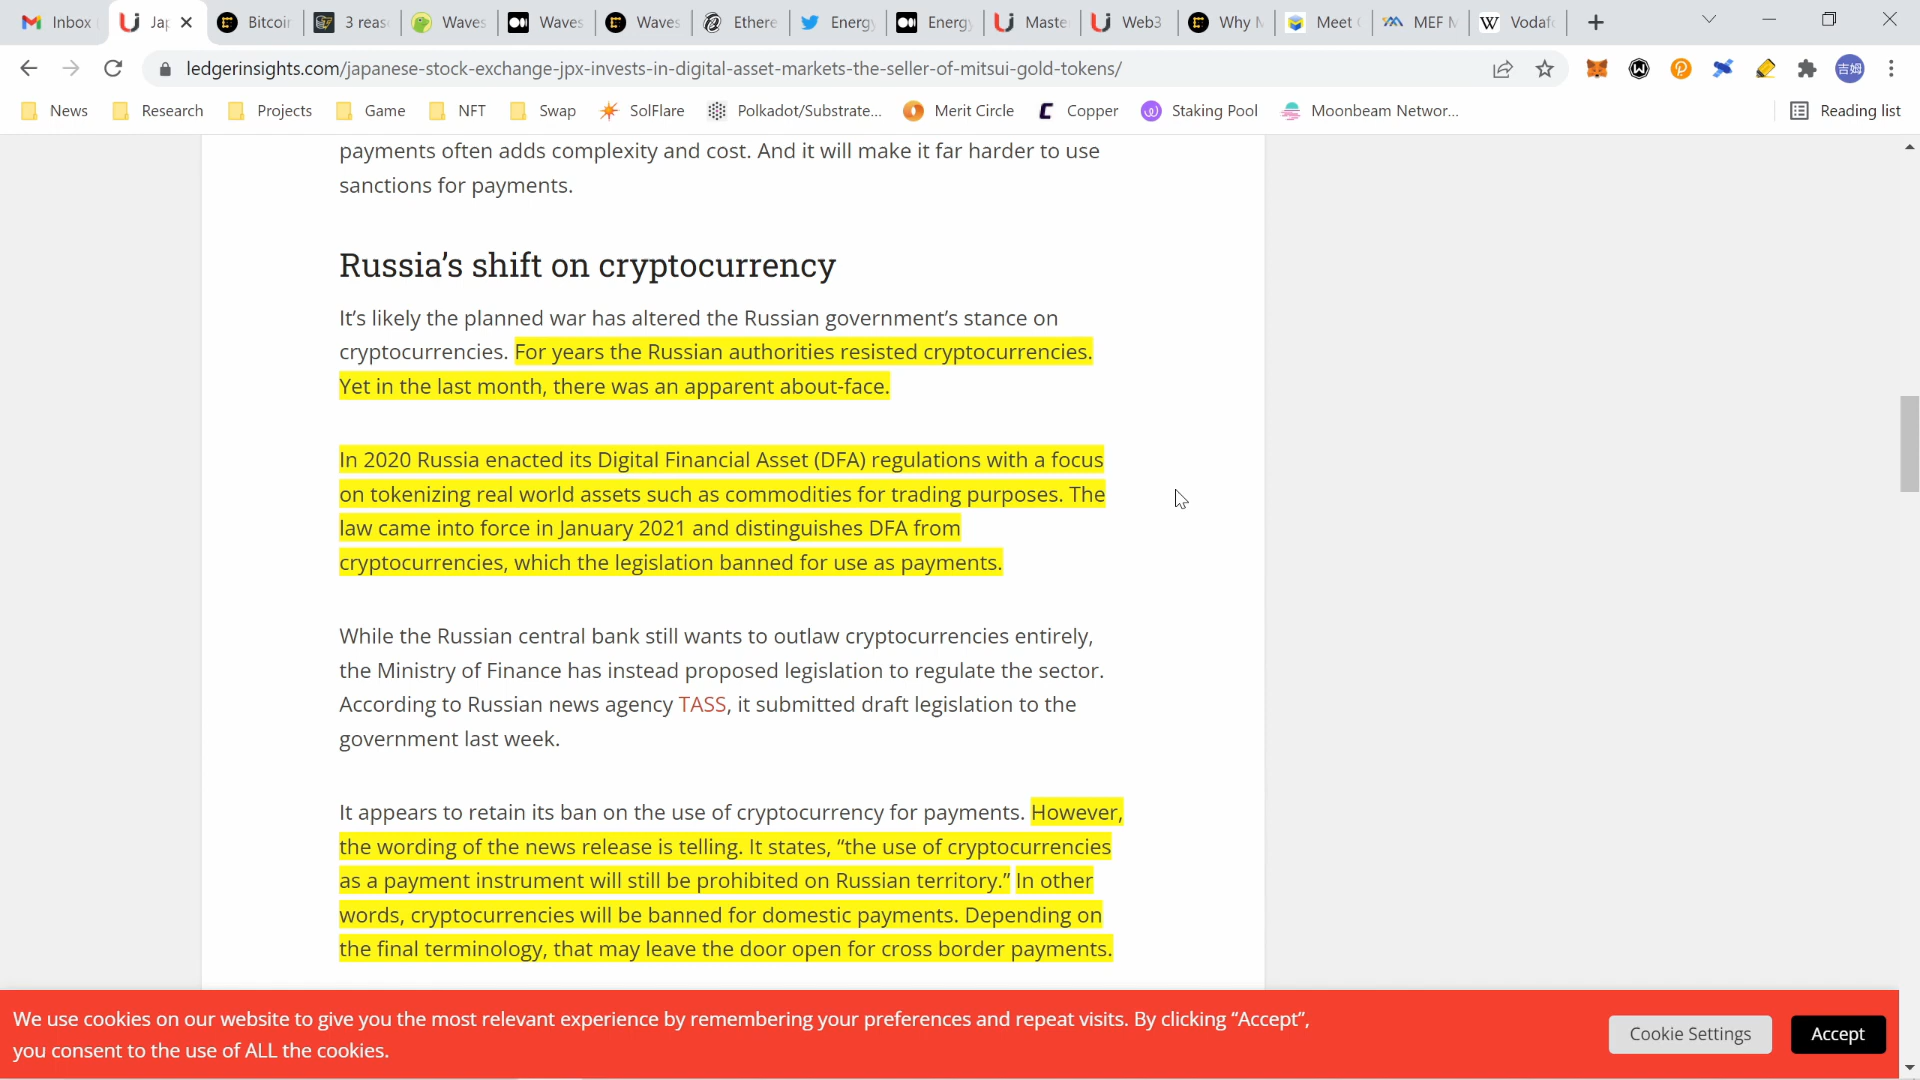 Inbox
Jap
Bitcoin
3 reas
Waves
Waves
Waves
Ethere
Energy
Energy
Maste
Web3
Why M
Meet
MEF M
Vodaf
ledgerinsights.com/japanese-stock-exchange-jpx-invests-in-digital-asset-markets-the-seller-of-mitsui-gold-tokens/
吉姆
News
Research
Projects
Game
NFT
Swap
SolFlare
Polkadot/Substrate...
Merit Circle
Copper
Staking Pool
Moonbeam Networ...
Reading list
payments often adds complexity and cost. And it will make it far harder to use
sanctions for payments.
Russia’s shift on cryptocurrency
It’s likely the planned war has altered the Russian government’s stance on
cryptocurrencies. For years the Russian authorities resisted cryptocurrencies.
Yet in the last month, there was an apparent about-face.
In 2020 Russia enacted its Digital Financial Asset (DFA) regulations with a focus
on tokenizing real world assets such as commodities for trading purposes. The
law came into force in January 2021 and distinguishes DFA from
cryptocurrencies, which the legislation banned for use as payments.
While the Russian central bank still wants to outlaw cryptocurrencies entirely,
the Ministry of Finance has instead proposed legislation to regulate the sector.
According to Russian news agency TASS, it submitted draft legislation to the
government last week.
It appears to retain its ban on the use of cryptocurrency for payments. However,
the wording of the news release is telling. It states, “the use of cryptocurrencies
as a payment instrument will still be prohibited on Russian territory.” In other
words, cryptocurrencies will be banned for domestic payments. Depending on
the final terminology, that may leave the door open for cross border payments.
We use cookies on our website to give you the most relevant experience by remembering your preferences and repeat visits. By clicking “Accept”,
you consent to the use of ALL the cookies.
Cookie Settings
Accept